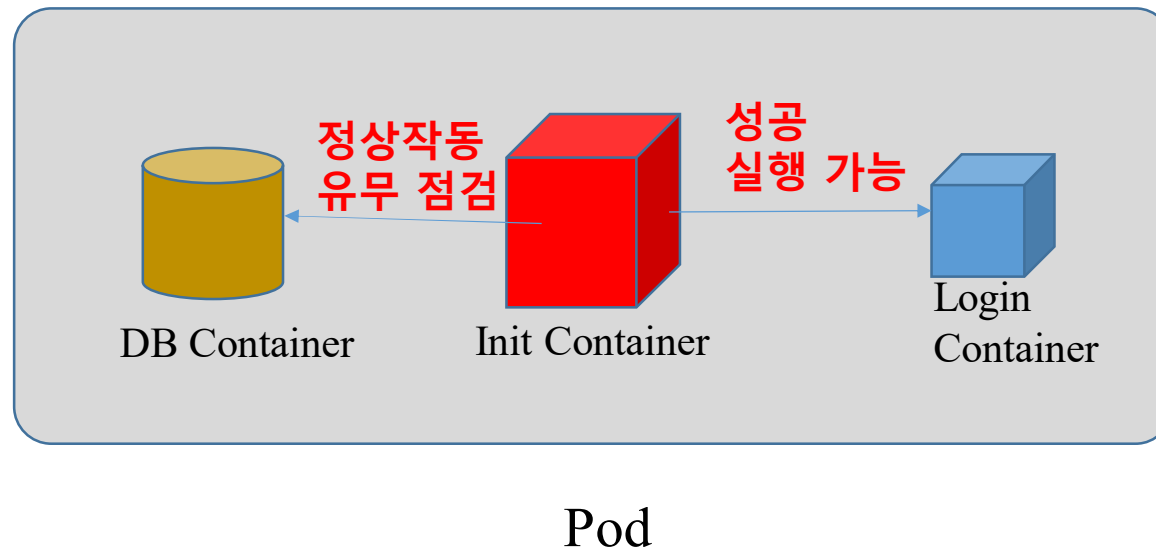 정상작동
유무 점검
성공
실행 가능
DB Container
Init Container
Login
Container
Pod